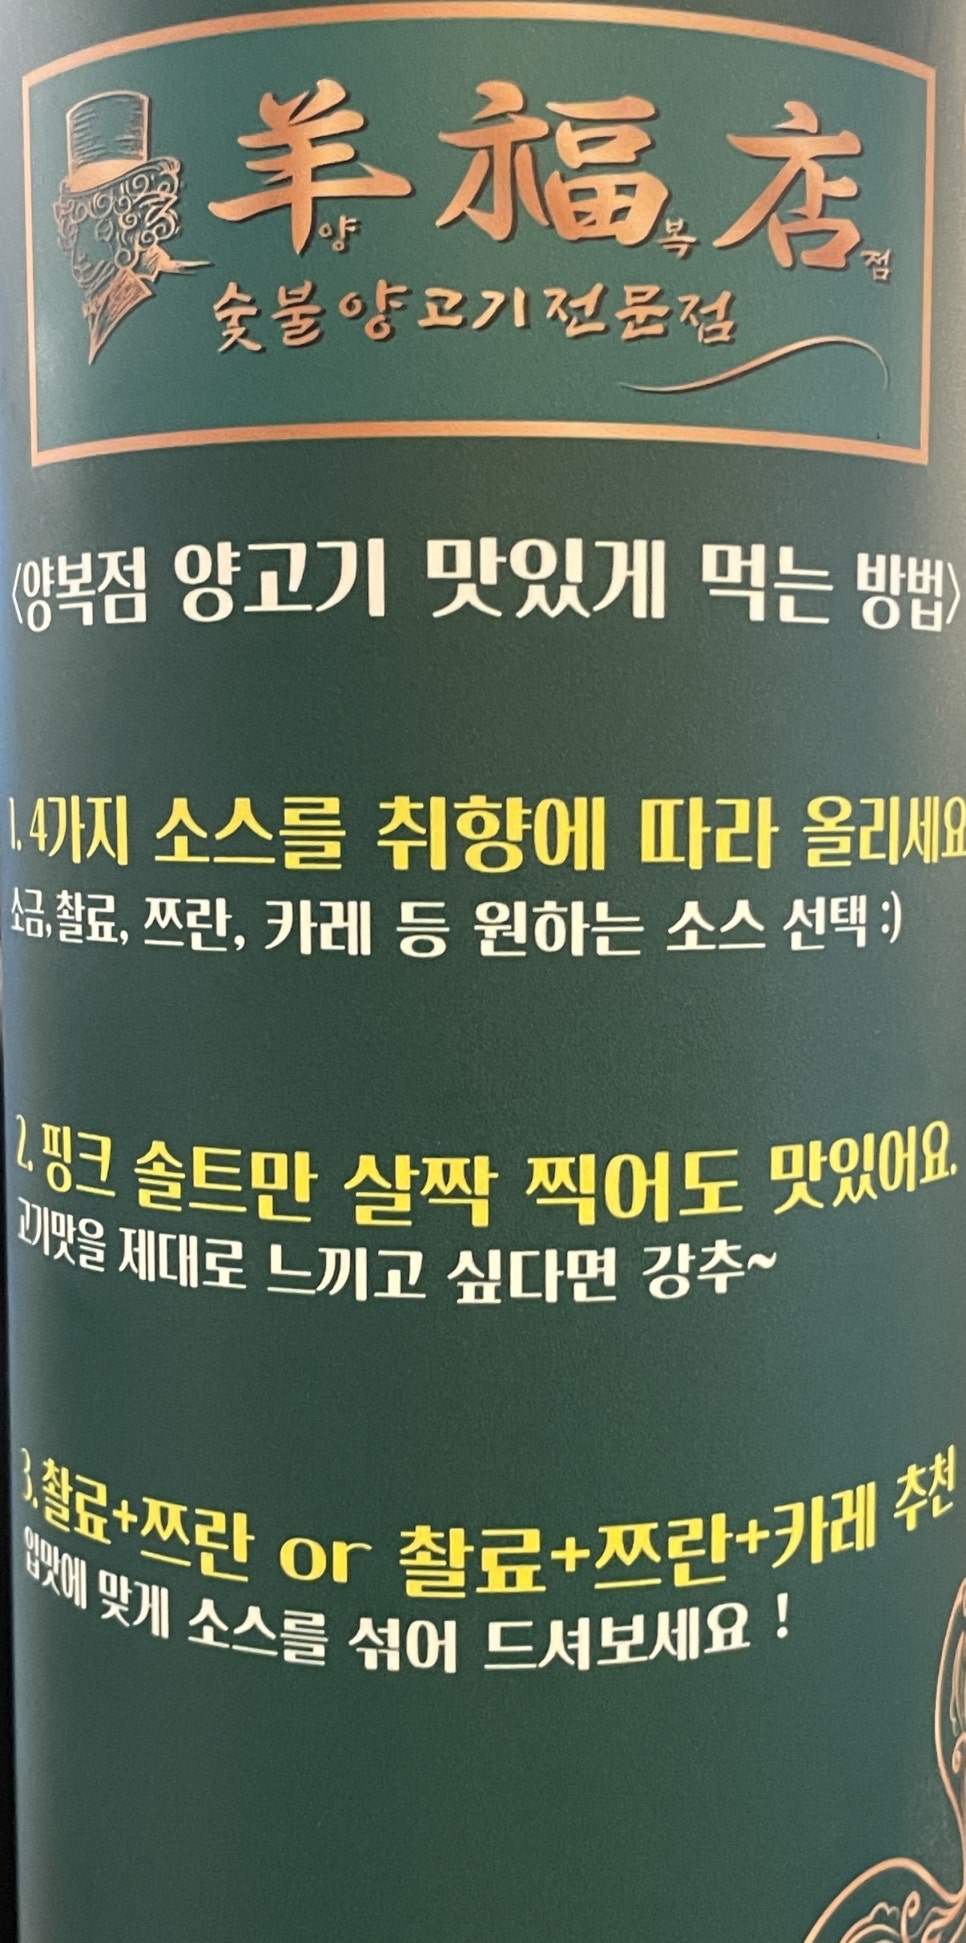 羊福店
양 복 점
숯불양고기전문점
<양복점 양고기 맛있게 먹는 방법>
1. 4가지 소스를 취향에 따라 올리세요
소금, 촬료, 쯔란, 카레 등 원하는 소스 선택 :)
2. 핑크 솔트만 살짝 찍어도 맛있어요.
고기맛을 제대로 느끼고 싶다면 강추~
3. 촬료+쯔란 or 촬료+쯔란+카레 추천
입맛에 맞게 소스를 섞어 드셔보세요 !